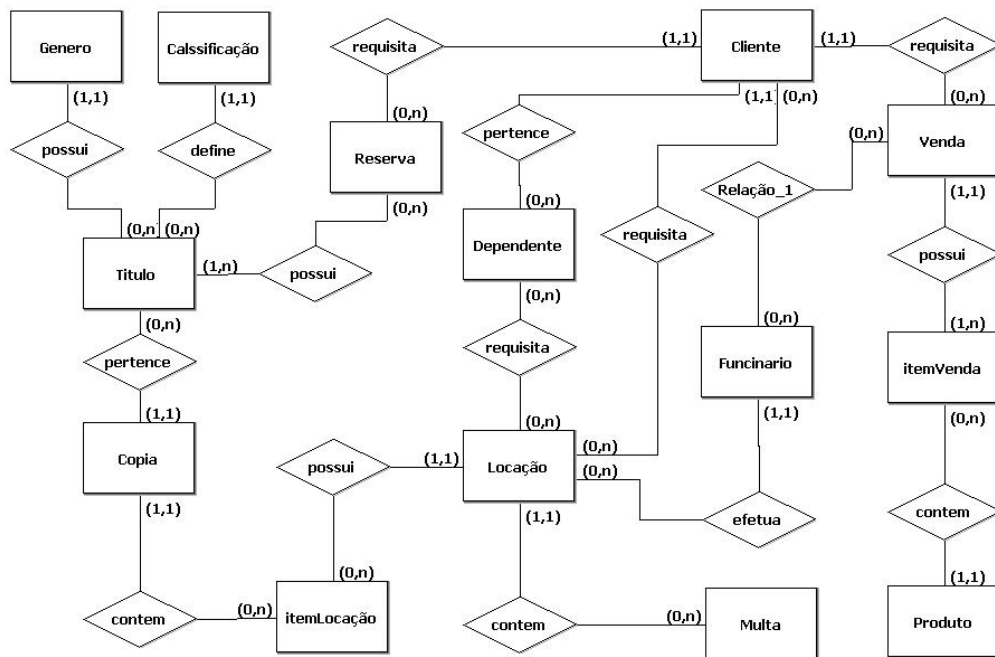 Genero
Calssificação
requisita
Cliente
requisita
(1,1)
(1,1)
(1,1)
(1,1)
(1,1)
(0,n)
(0,n)
(0,n)
possui
define
Reserva
pertence
Venda
(0,n)
(0,n)
Relação_1
(1,1)
(0,n)
(0,n)
(0,n)
Titulo
(1,n)
possui
Dependente
requisita
possui
(0,n)
(0,n)
(0,n)
(1,n)
pertence
requisita
Funcinario
itemVenda
(1,1)
(0,n)
(1,1)
(0,n)
Copia
possui
(1,1)
Locação
(0,n)
(0,n)
(1,1)
(1,1)
contem
efetua
(0,n)
(1,1)
contem
(0,n)
itemLocação
contem
(0,n)
Multa
Produto